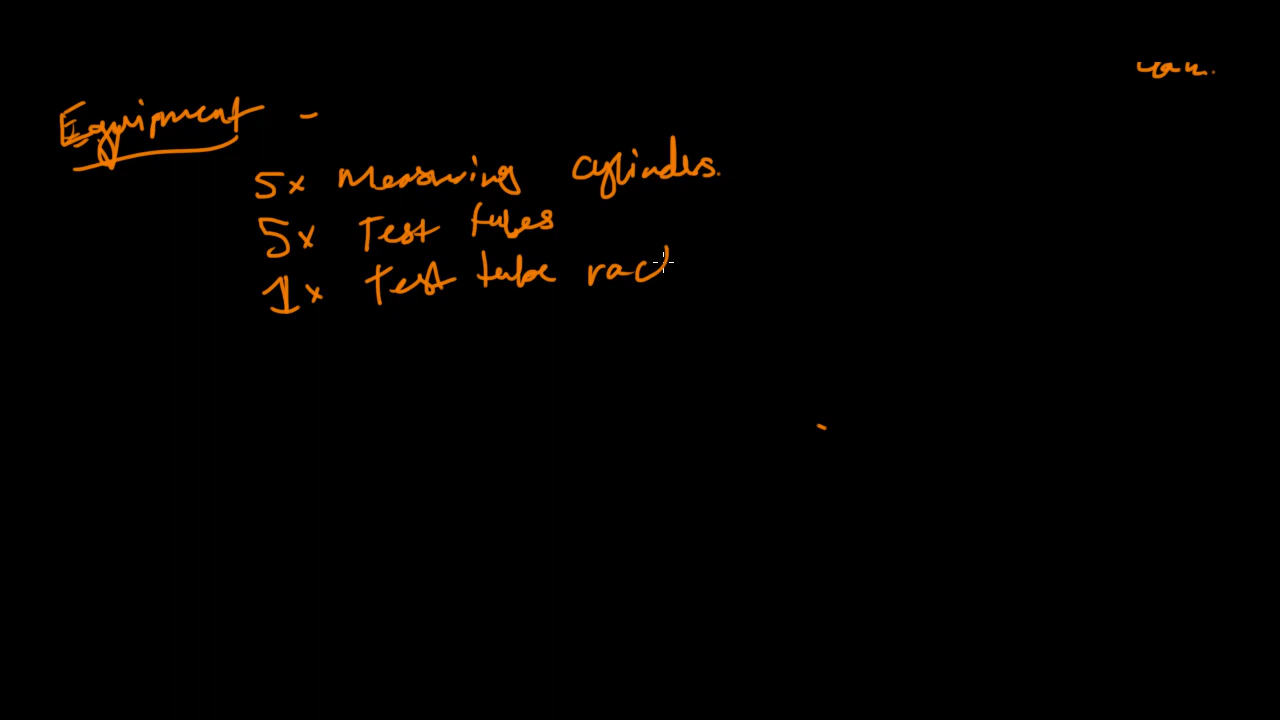 Equipment -
5x Measuring cylinders.
5x Test tubes
1x Test tube rac